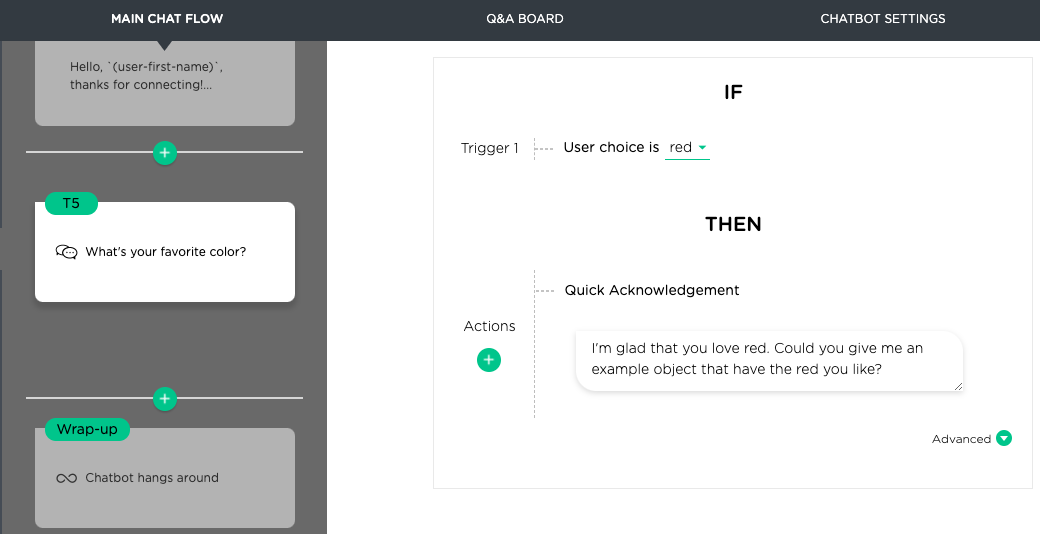 MAIN CHAT FLOW
Q&A BOARD
CHATBOT SETTINGS
Hello, `(user-first-name)`,
thanks for connecting!...
T5
What's your favorite color?
Wrap-up
Chatbot hangs around
IF
Trigger 1
User choice is red
THEN
Quick Acknowledgement
Actions
I'm glad that you love red. Could you give me an
example object that have the red you like?
Advanced